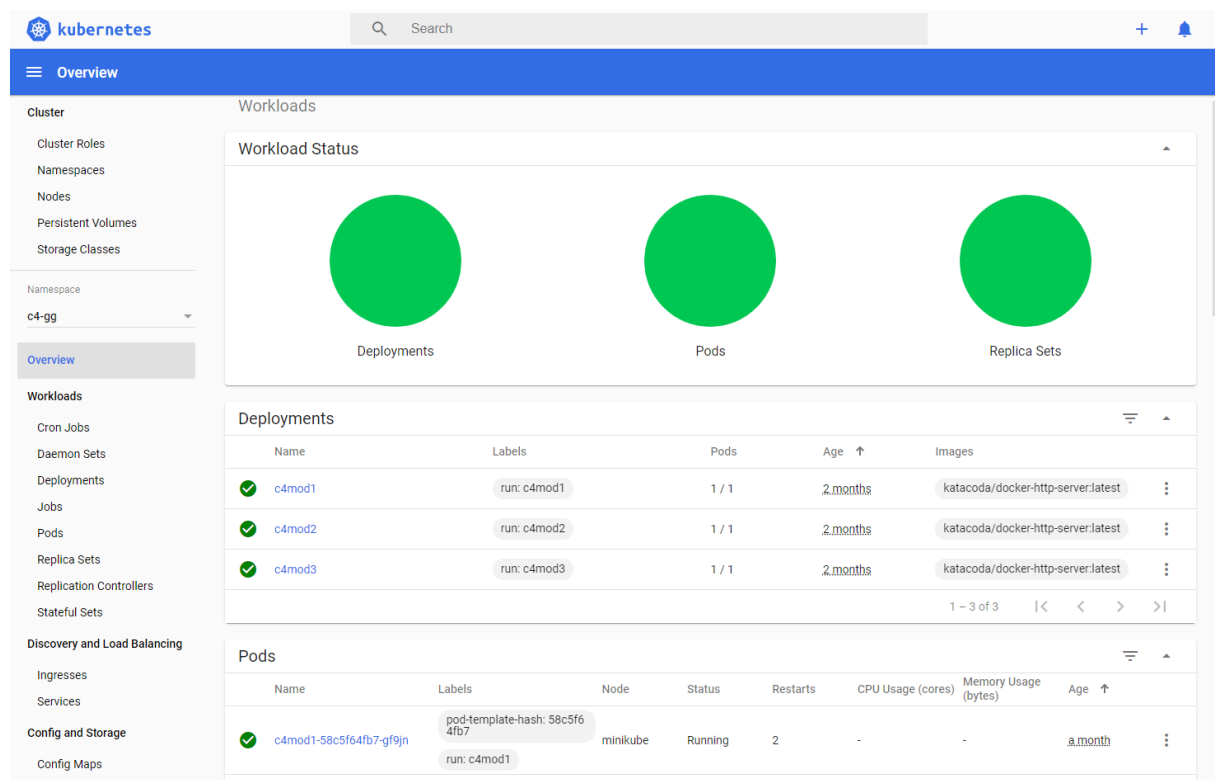 kubernetes
Search
Overview
Cluster
Cluster Roles
Namespaces
Nodes
Persistent Volumes
Storage Classes
Namespace
c4-gg
Overview
Workloads
Cron Jobs
Daemon Sets
Deployments
Jobs
Pods
Replica Sets
Replication Controllers
Stateful Sets
Discovery and Load Balancing
Ingresses
Services
Config and Storage
Config Maps
Workloads
Workload Status
Deployments Pods Replica Sets
Deployments
Name Labels Pods Age Images
c4mod1 run: c4mod1 1 / 1 2 months katacoda/docker-http-server:latest
c4mod2 run: c4mod2 1 / 1 2 months katacoda/docker-http-server:latest
c4mod3 run: c4mod3 1 / 1 2 months katacoda/docker-http-server:latest
1 – 3 of 3
Pods
Name Labels Node Status Restarts CPU Usage (cores) Memory Usage (bytes) Age
c4mod1-58c5f64fb7-gf9jn pod-template-hash: 58c5f6
4fb7 minikube Running 2 - - a month
run: c4mod1